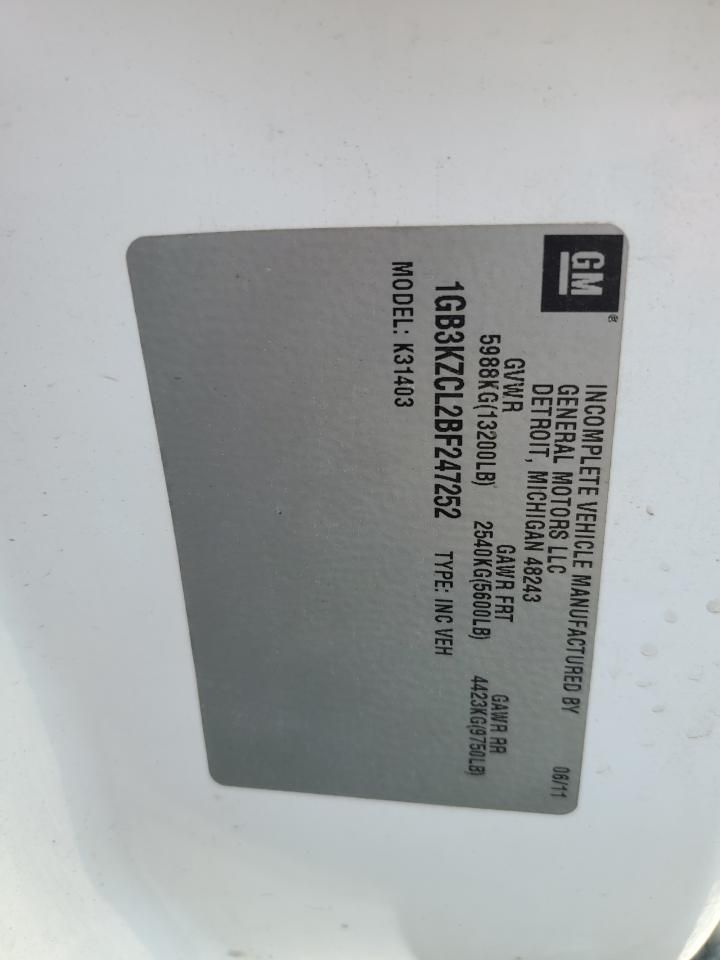 GM®
INCOMPLETE VEHICLE MANUFACTURED BY
GENERAL MOTORS LLC
DETROIT, MICHIGAN 48243
06/11
GVWR GAWR FRT GAWR RR
5988KG(13200LB) 2540KG(5600LB) 4423KG(9750LB)
1GB3KZCL2BF247252 TYPE: INC VEH
MODEL: K31403